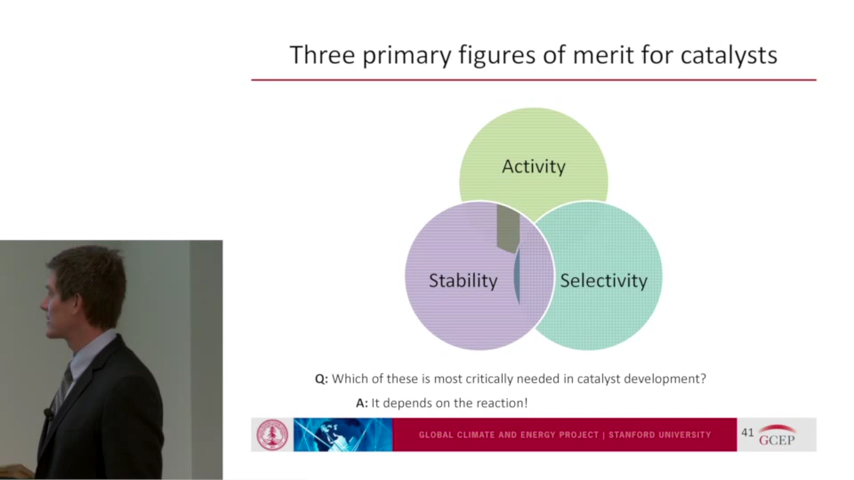 Three primary figures of merit for catalysts
Activity
Stability
Selectivity
Q: Which of these is most critically needed in catalyst development?
A: It depends on the reaction!
GLOBAL CLIMATE AND ENERGY PROJECT | STANFORD UNIVERSITY
41
GCEP